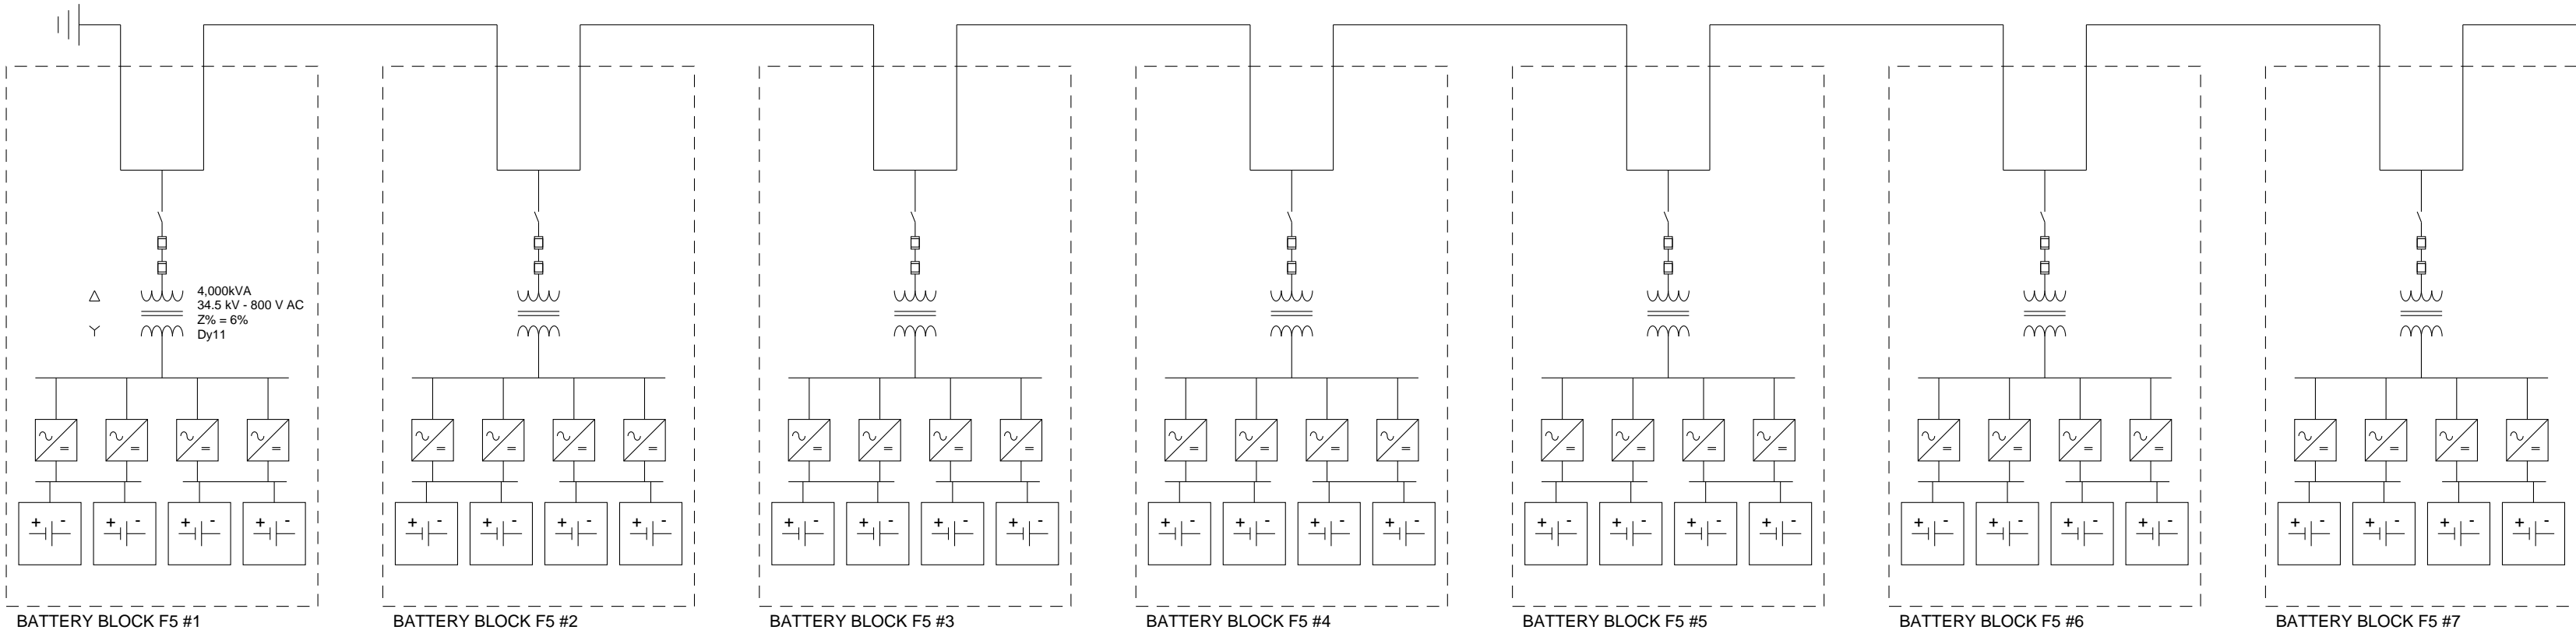 4,000kVA
34.5 kV - 800 V AC
Z% = 6%
Dy11
+ - + - + - + -
+ - + - + - + -
+ - + - + - + -
+ - + - + - + -
+ - + - + - + -
+ - + - + - + -
+ - + - + - + -
BATTERY BLOCK F5 #1
BATTERY BLOCK F5 #2
BATTERY BLOCK F5 #3
BATTERY BLOCK F5 #4
BATTERY BLOCK F5 #5
BATTERY BLOCK F5 #6
BATTERY BLOCK F5 #7